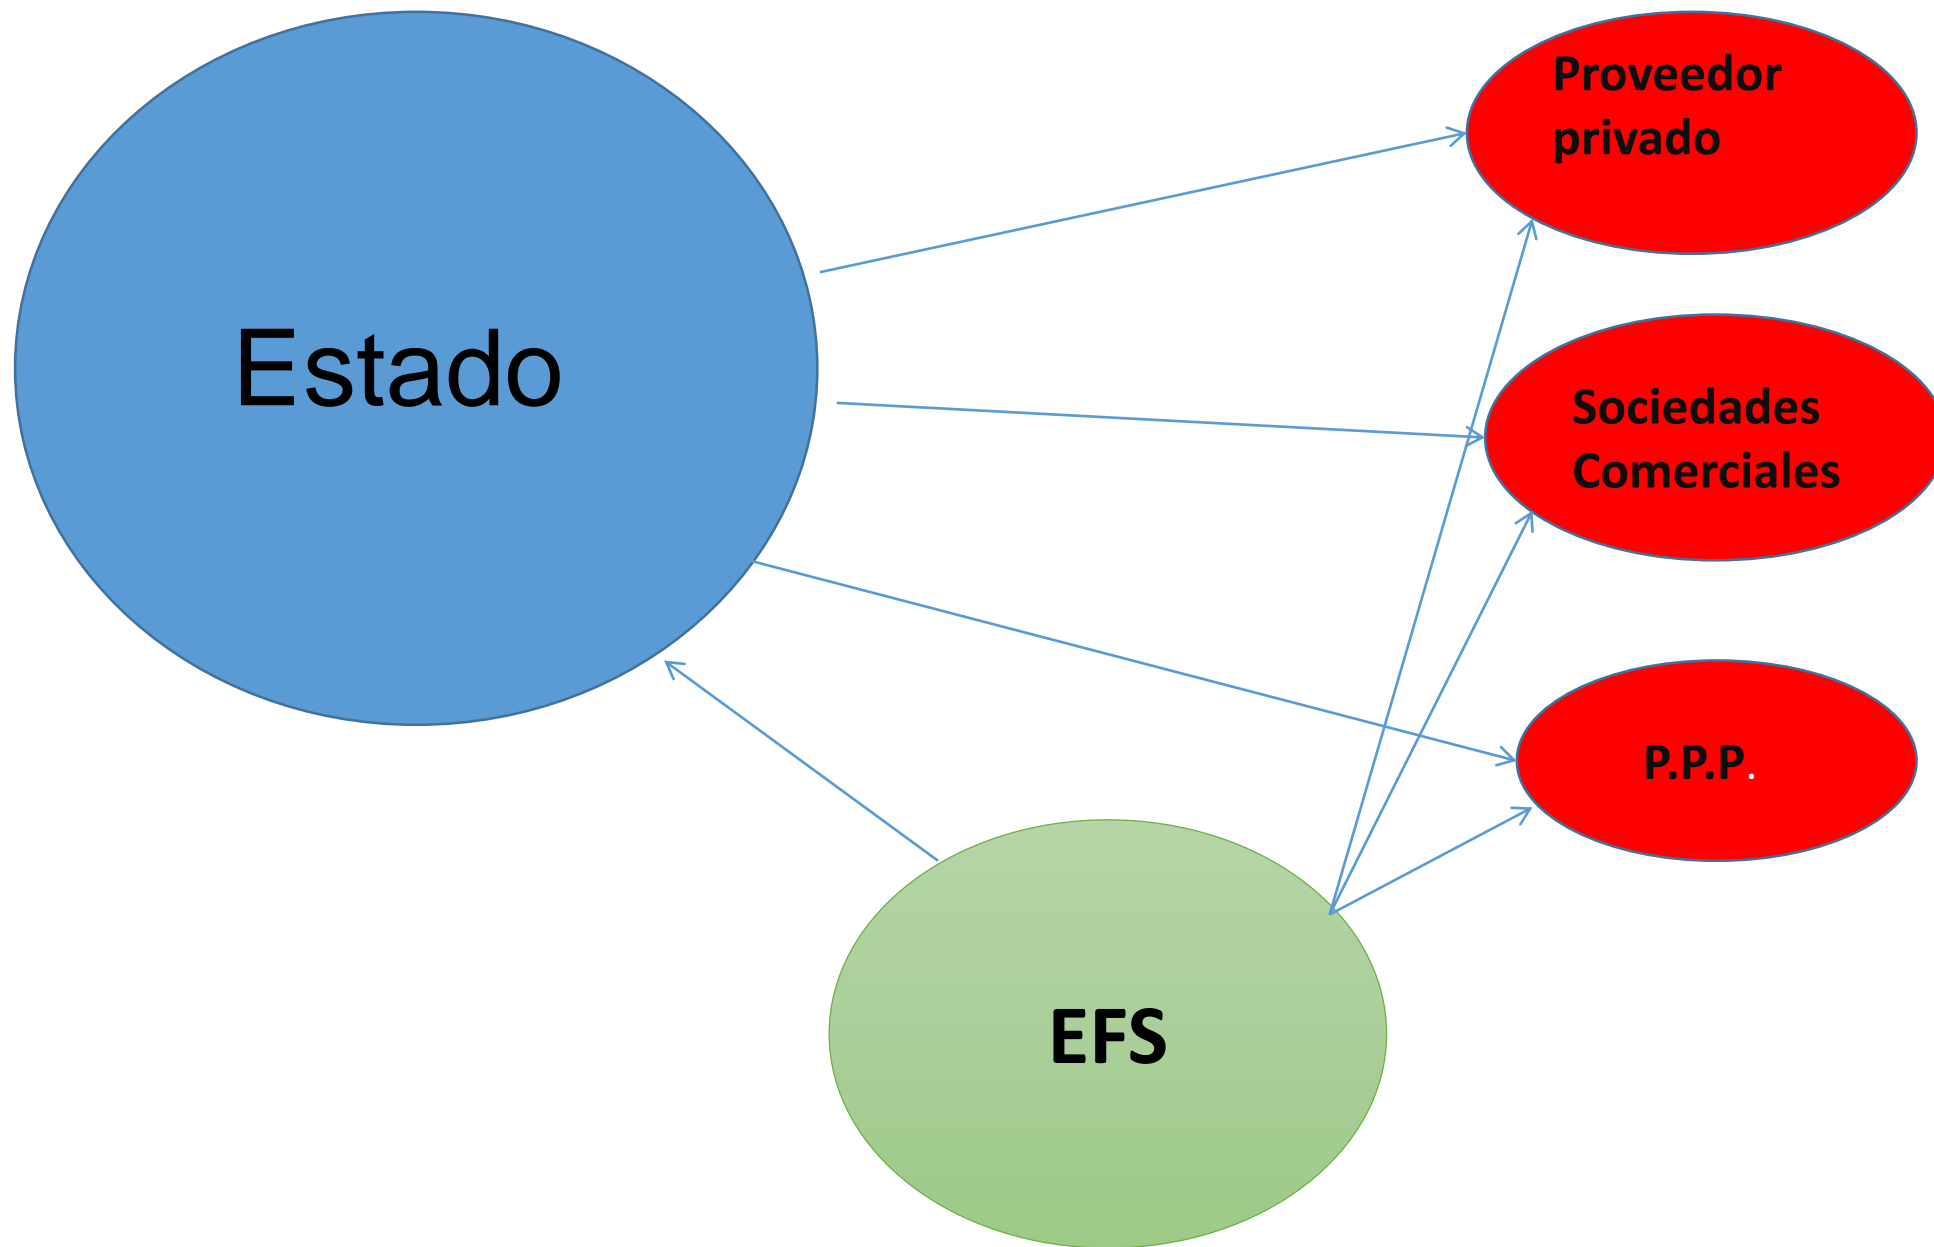 Proveedor
privado
Estado
Sociedades
Comerciales
P.P.P.
EFS